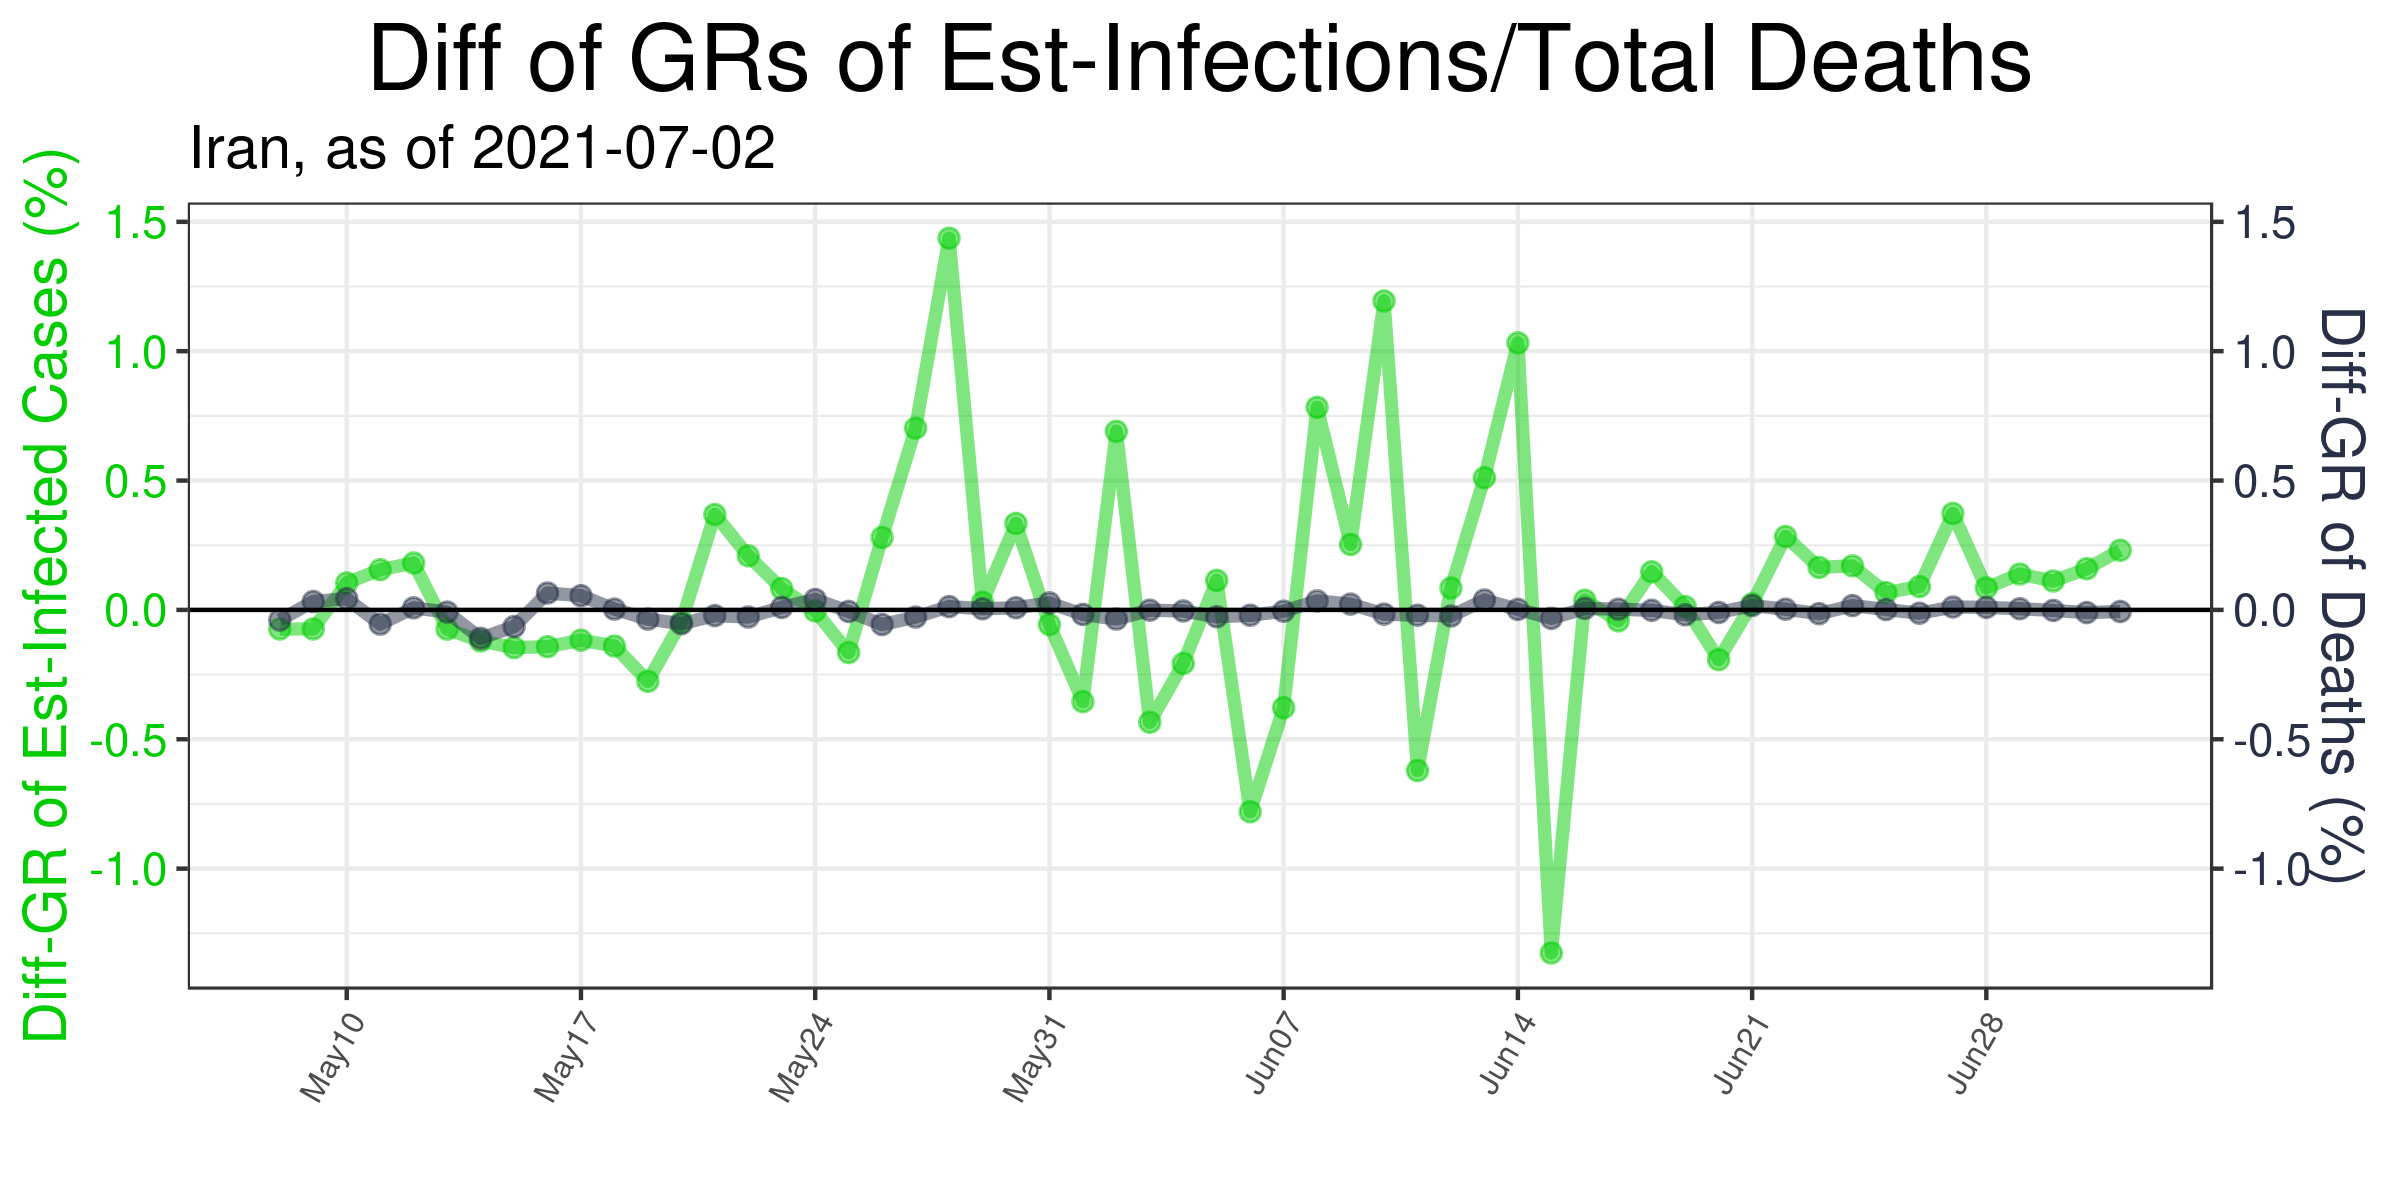 Diff of GRs of Est-Infections/Total Deaths
Iran, as of 2021-07-02
Diff-GR of Est-Infected Cases (%)
1.5
1.0
0.5
0.0
-0.5
-1.0
1.5
1.0
0.5
0.0
-0.5
-1.0
Diff-GR of Deaths (%)
May10
May17
May24
May31
Jun07
Jun14
Jun21
Jun28